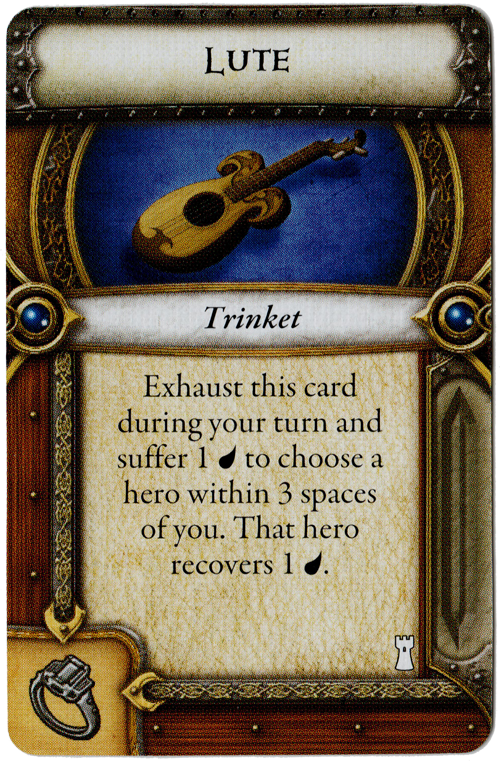 LUTE
Trinket
Exhaust this card
during your turn and
suffer 1 to choose a
hero within 3 spaces
of you. That hero
recovers 1 .